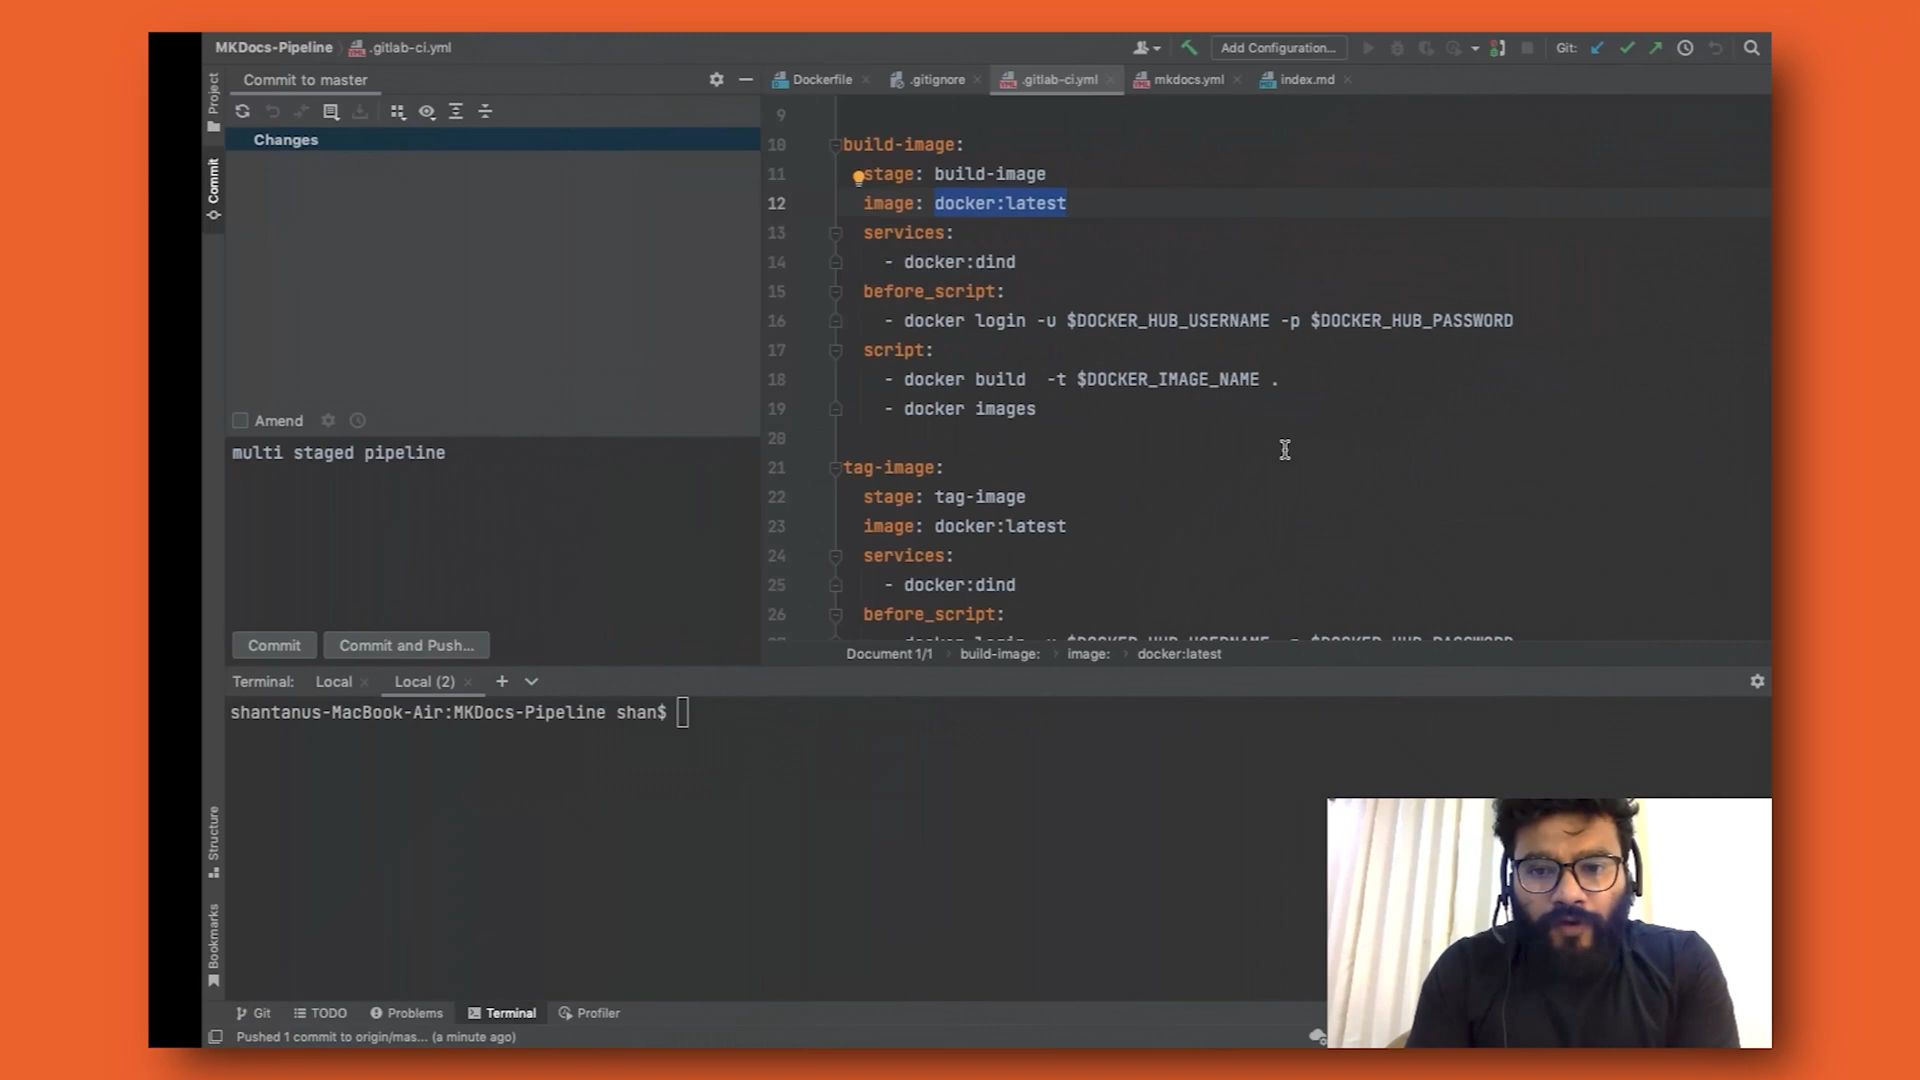 MKDocs-Pipeline .gitlab-ci.yml
Add Configuration...
Git:
Project
Commit
Structure
Bookmarks
Commit to master
Changes
Amend
multi staged pipeline
Commit
Commit and Push...
Dockerfile
.gitignore
.gitlab-ci.yml
mkdocs.yml
index.md
9
10 build-image:
11 stage: build-image
12 image: docker:latest
13 services:
14 - docker:dind
15 before_script:
16 - docker login -u $DOCKER_HUB_USERNAME -p $DOCKER_HUB_PASSWORD
17 script:
18 - docker build  -t $DOCKER_IMAGE_NAME .
19 - docker images
20
21 tag-image:
22 stage: tag-image
23 image: docker:latest
24 services:
25 - docker:dind
26 before_script:
Document 1/1 build-image: image: docker:latest
Terminal: Local Local (2)
shantanus-MacBook-Air:MKDocs-Pipeline shan$
Git TODO Problems Terminal Profiler
Pushed 1 commit to origin/mas... (a minute ago)